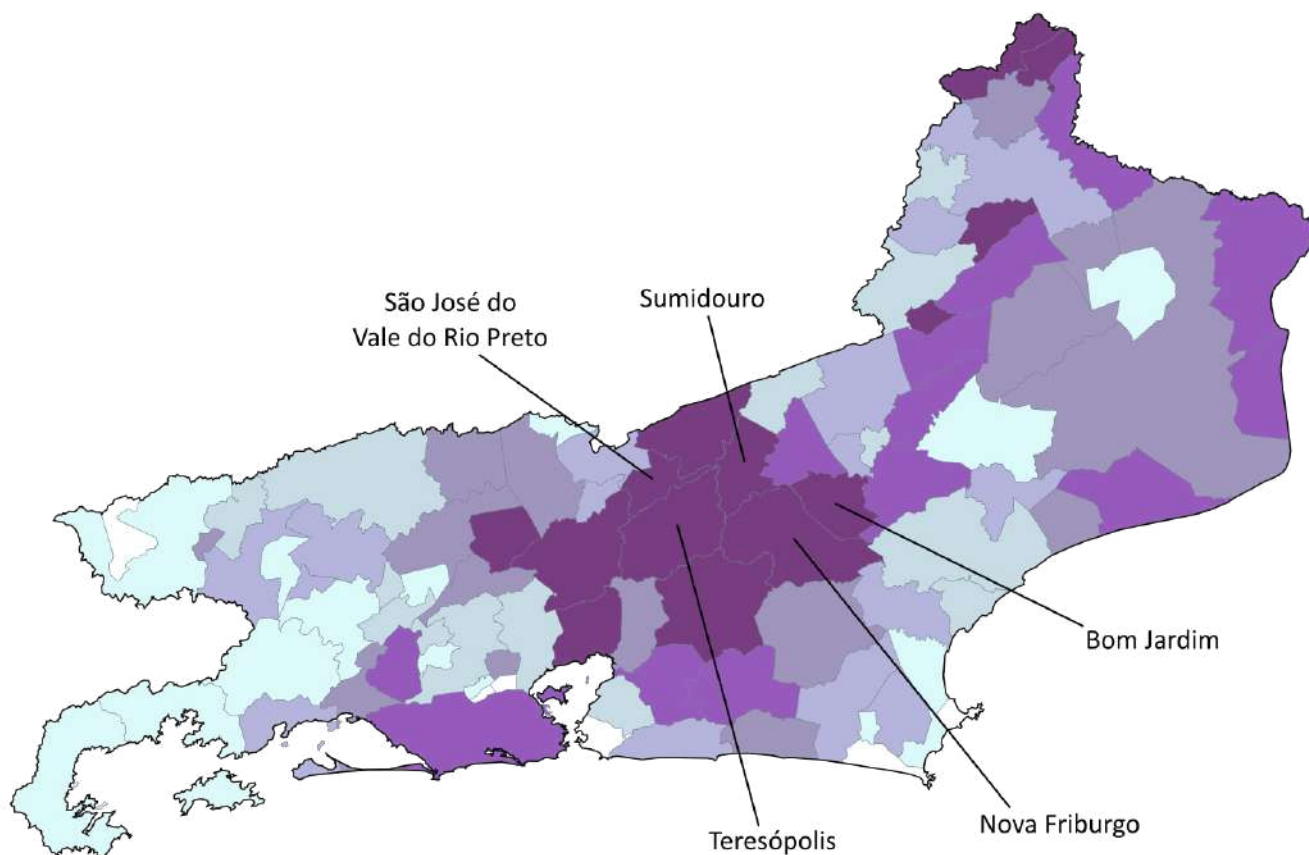 São José do
Vale do Rio Preto
Sumidouro
Bom Jardim
Nova Friburgo
Teresópolis